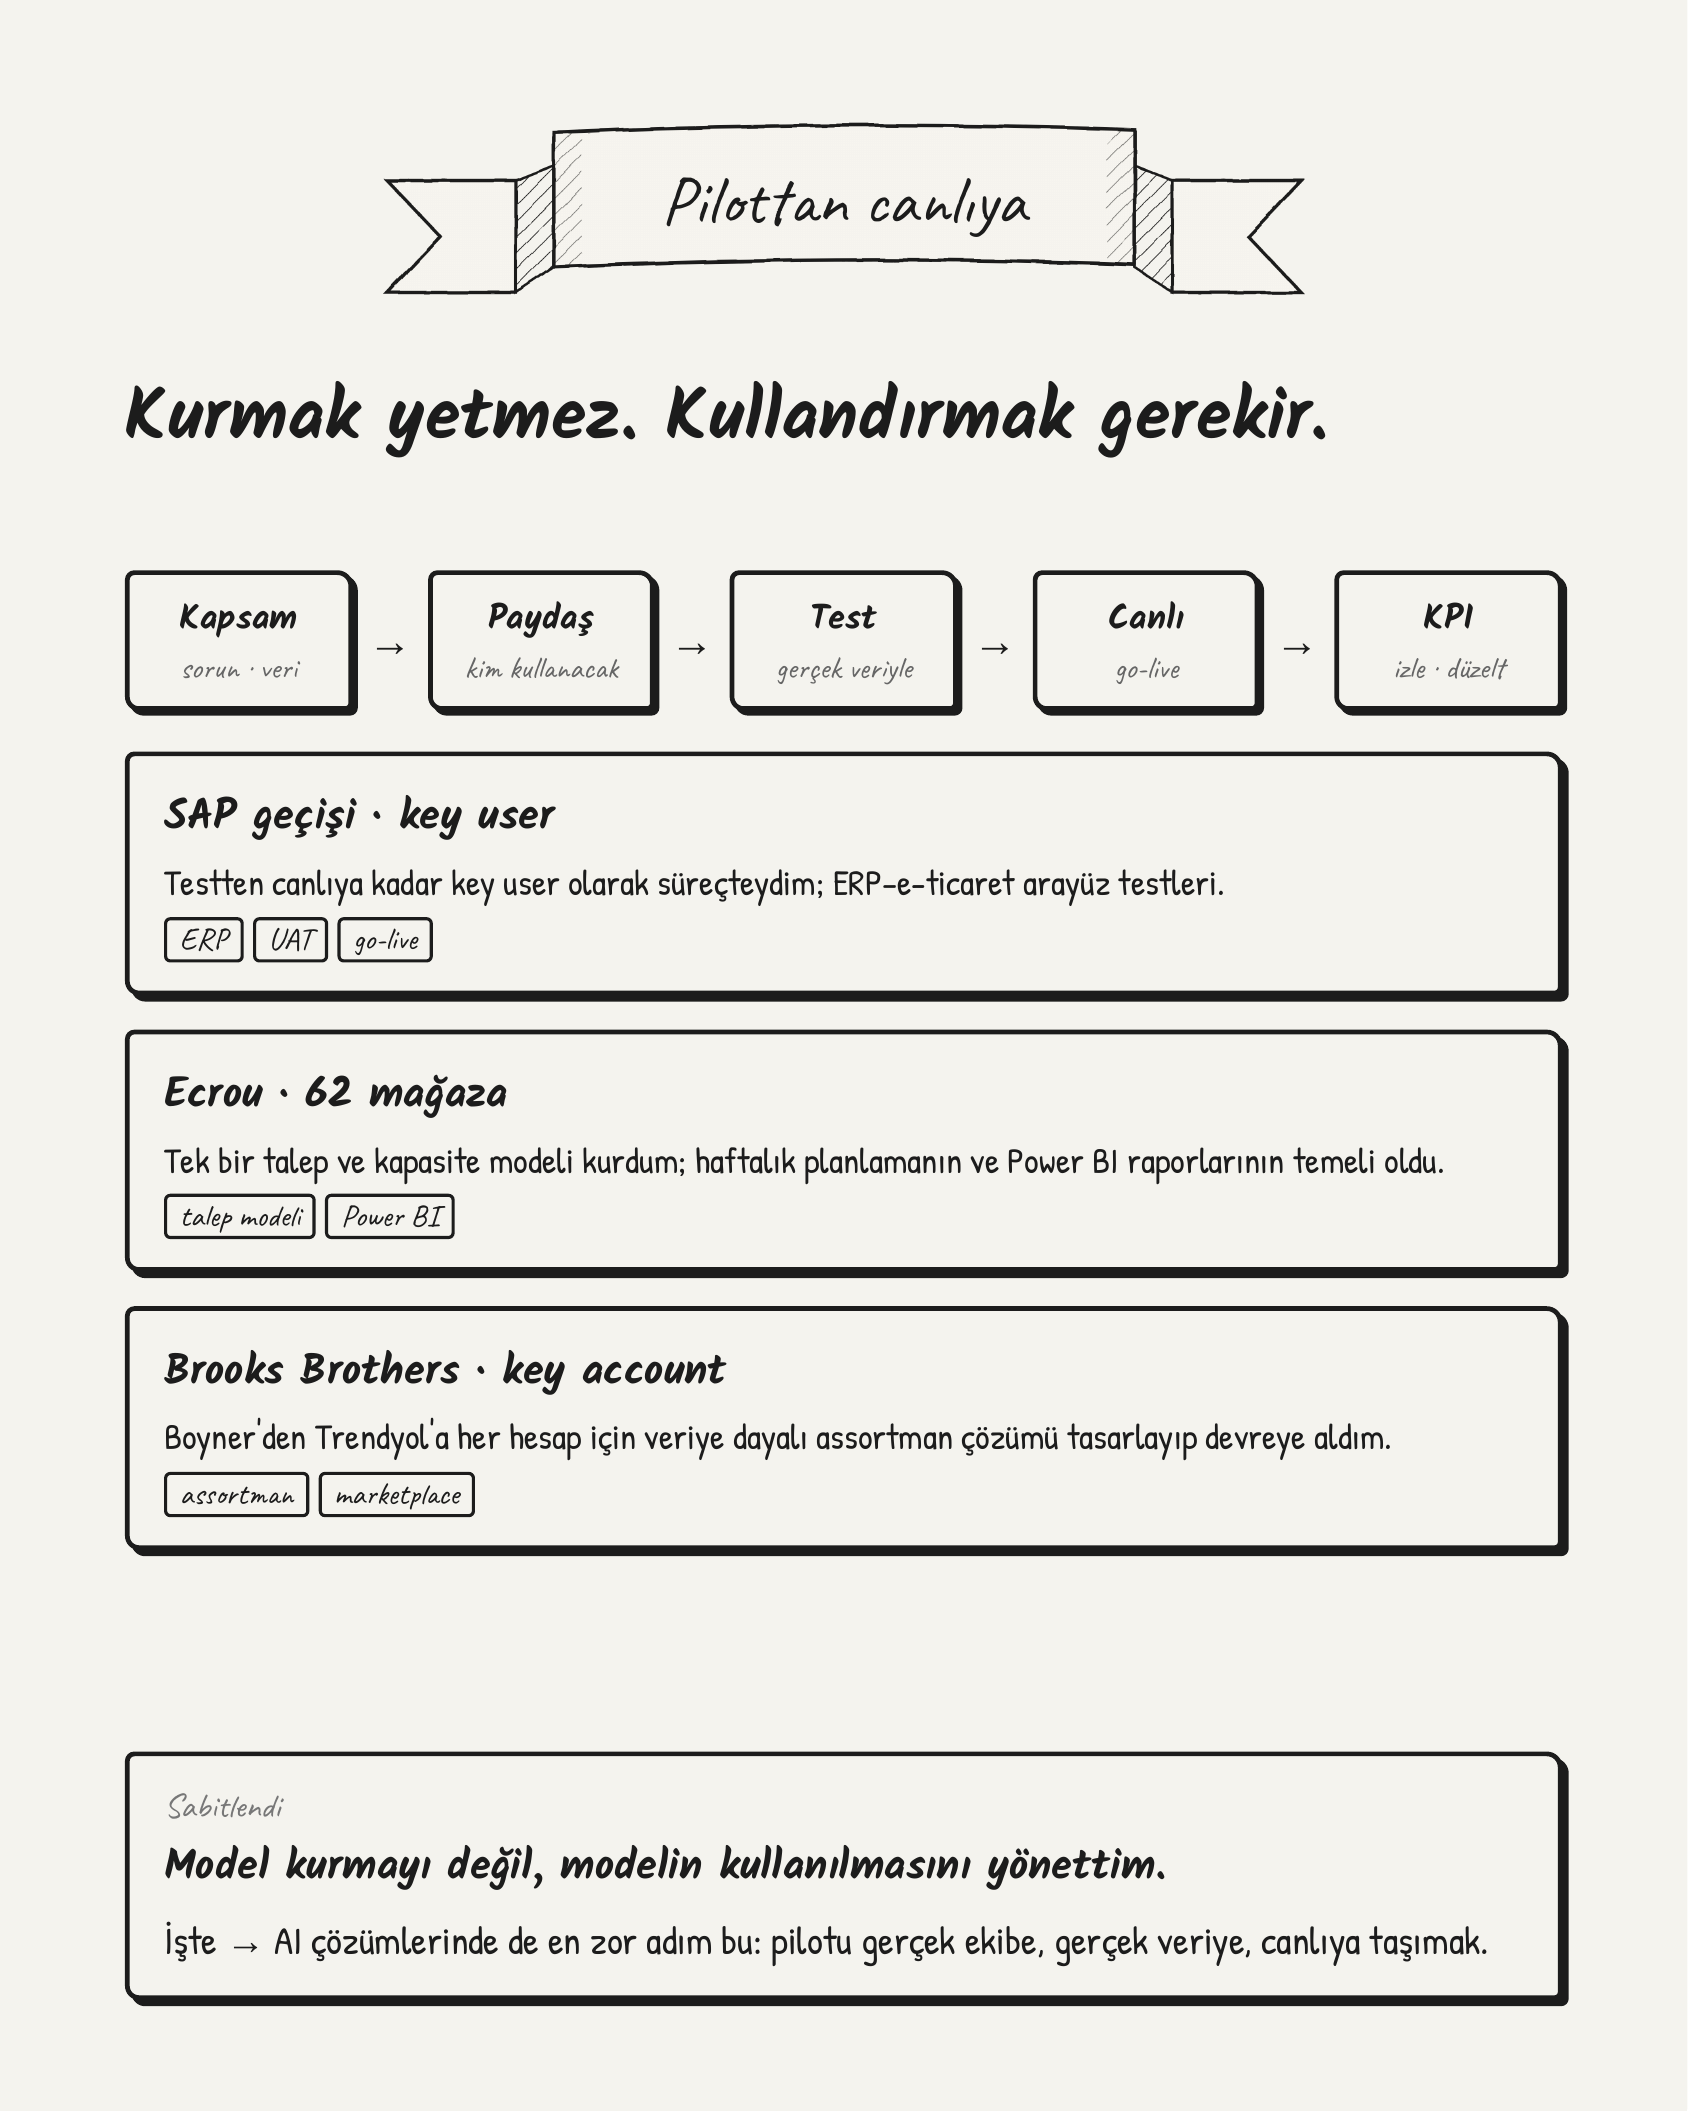 Pilottan canlıya
Kurmak yetmez. Kullandırmak gerekir.
Kapsam
sorun · veri
→
Paydaş
kim kullanacak
→
Test
gerçek veriyle
→
Canlı
go-live
→
KPI
izle · düzelt
SAP geçişi · key user
Testten canlıya kadar key user olarak süreçteydim; ERP-e-ticaret arayüz testleri.
ERP UAT go-live
Ecrou · 62 mağaza
Tek bir talep ve kapasite modeli kurdum; haftalık planlamanın ve Power BI raporlarının temeli oldu.
talep modeli Power BI
Brooks Brothers · key account
Boyner'den Trendyol'a her hesap için veriye dayalı assortman çözümü tasarlayıp devreye aldım.
assortman marketplace
Sabitlendi
Model kurmayı değil, modelin kullanılmasını yönettim.
İşte → AI çözümlerinde de en zor adım bu: pilotu gerçek ekibe, gerçek veriye, canlıya taşımak.